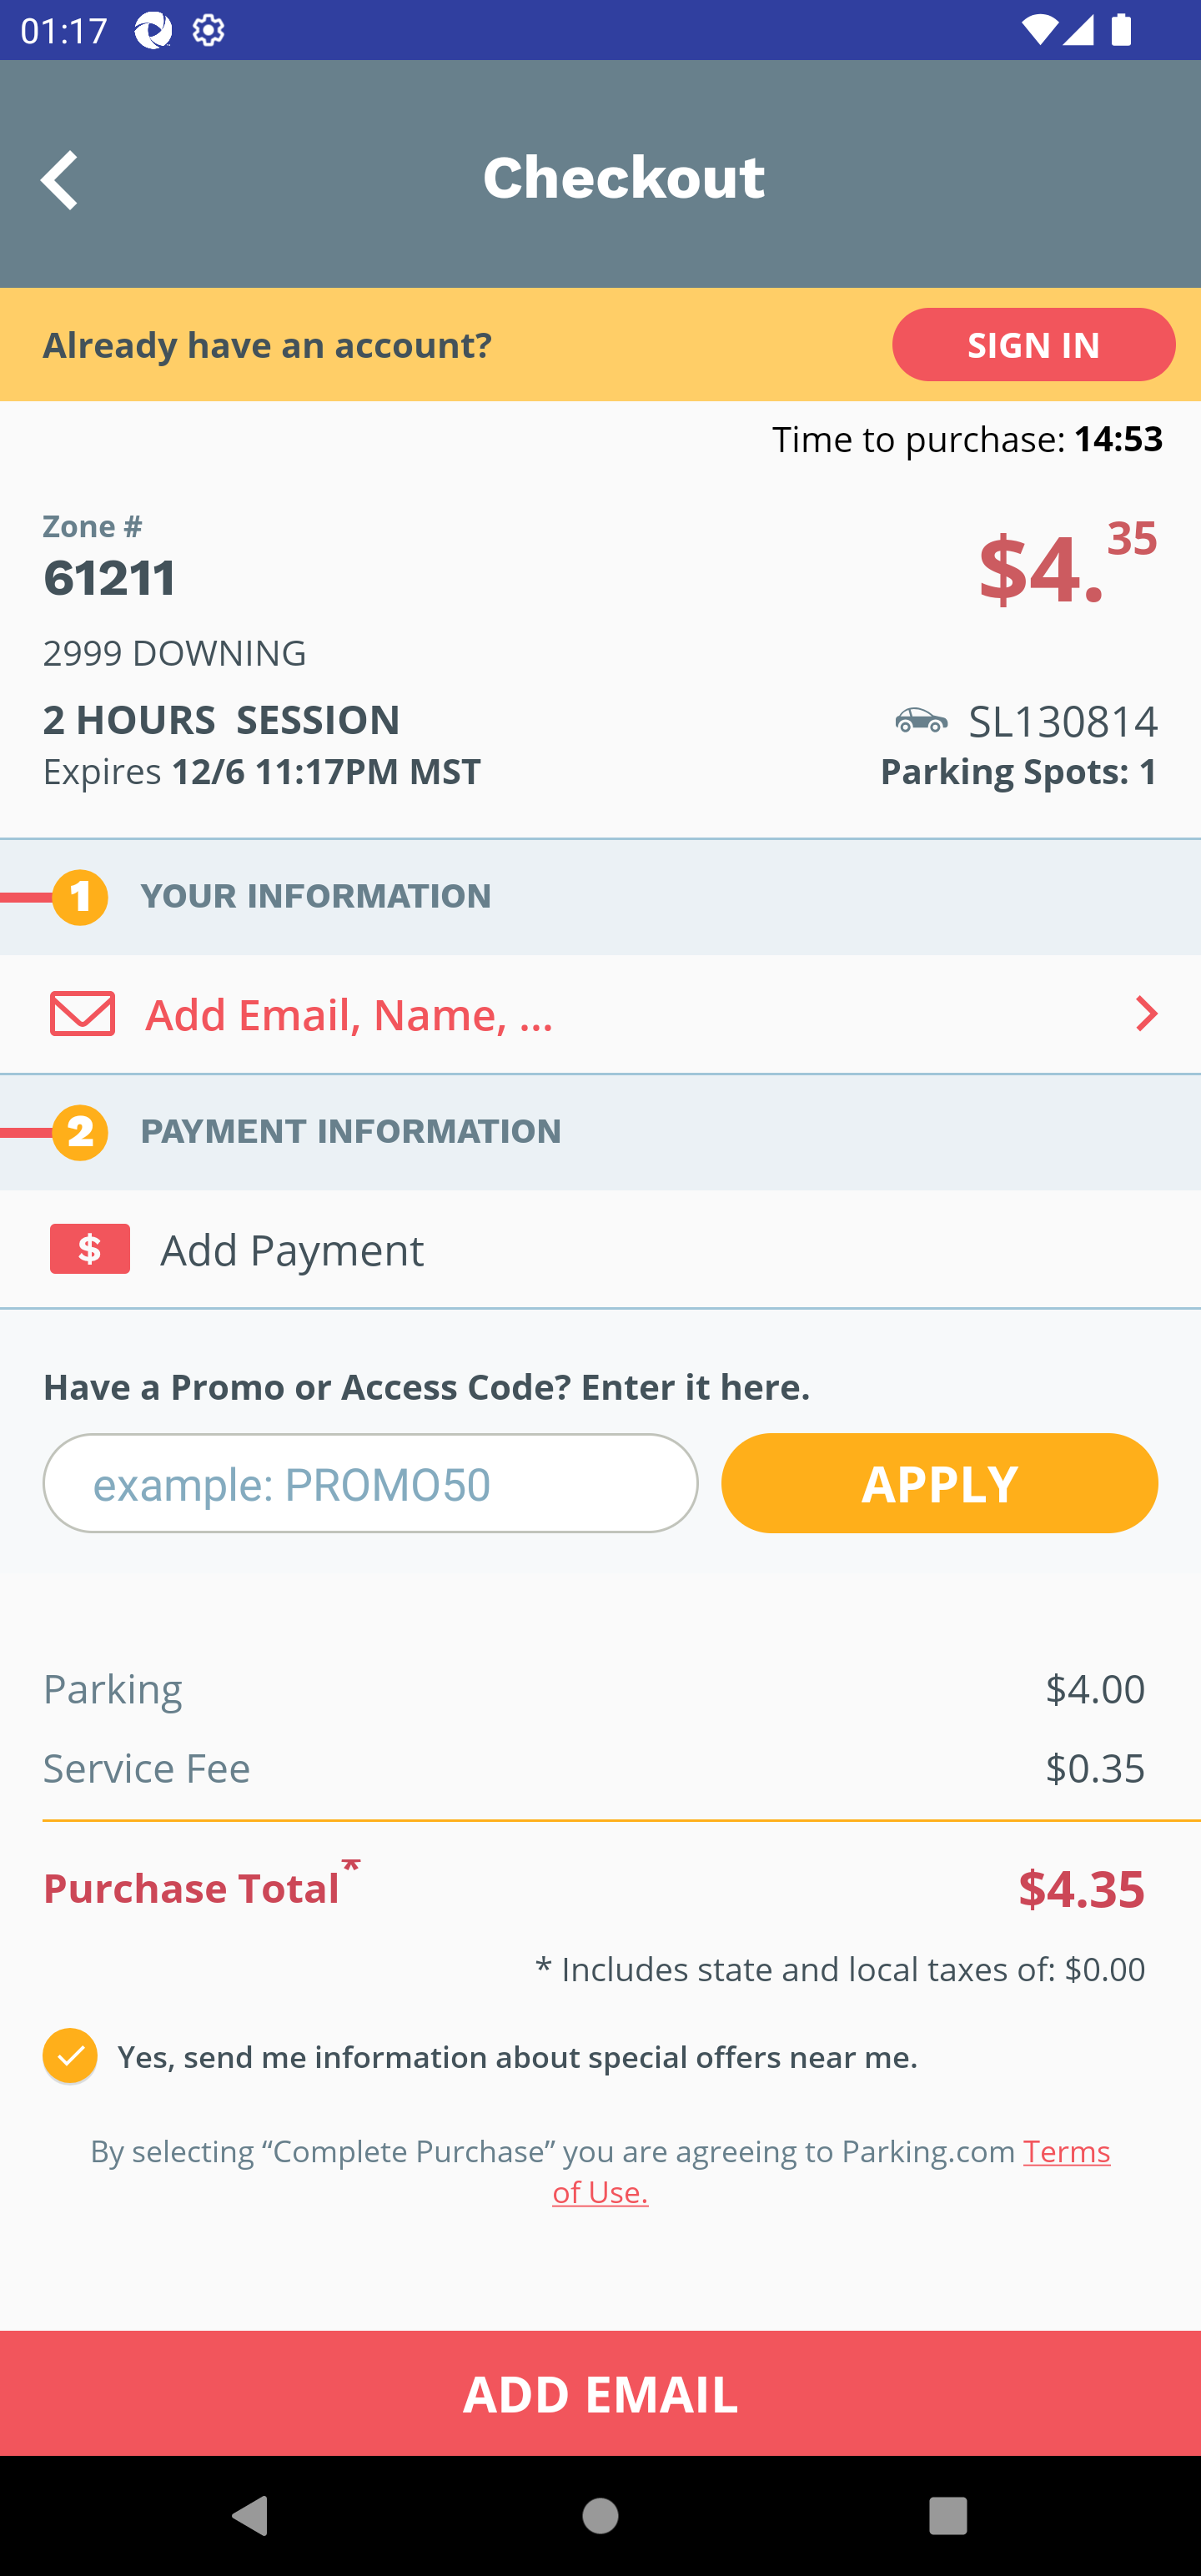 01:17
Checkout
Already have an account?
SIGN IN
Time to purchase: 14:53
Zone #
61211
$4.35
2999 DOWNING
2 HOURS SESSION
SL130814
Expires 12/6 11:17PM MST
Parking Spots: 1
1 YOUR INFORMATION
Add Email, Name, ...
2 PAYMENT INFORMATION
$ Add Payment
Have a Promo or Access Code? Enter it here.
example: PROMO50
APPLY
Parking $4.00
Service Fee $0.35
Purchase Total* $4.35
* Includes state and local taxes of: $0.00
Yes, send me information about special offers near me.
By selecting “Complete Purchase” you are agreeing to Parking.com Terms
of Use.
ADD EMAIL